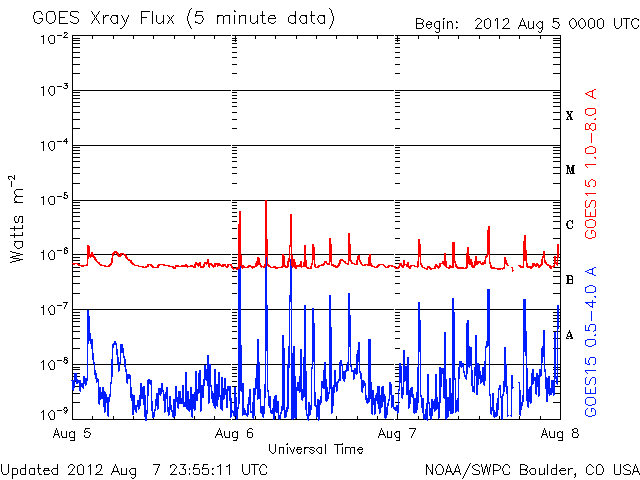 GOES Xray Flux (5 minute data)
Begin: 2012 Aug 5 0000 UTC
10⁻²
10⁻³
10⁻⁴
10⁻⁵
10⁻⁶
10⁻⁷
10⁻⁸
10⁻⁹
Watts m⁻²
X
M
C
B
A
GOES15 1.0-8.0 A
GOES15 0.5-4.0 A
Aug 5
Aug 6
Aug 7
Aug 8
Universal Time
Updated 2012 Aug 7 23:55:11 UTC
NOAA/SWPC Boulder, CO USA